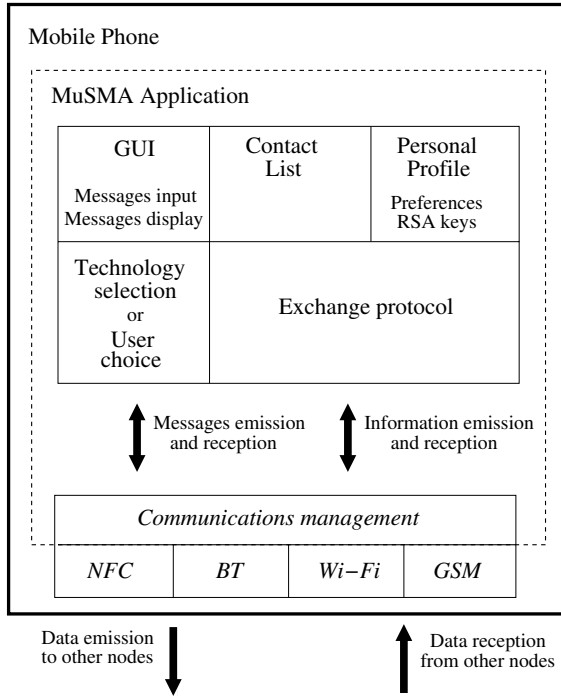 Mobile Phone
MuSMA Application
GUI
Messages input
Messages display
Contact
List
Personal
Profile
Preferences
RSA keys
Technology
selection
or
User
choice
Exchange protocol
Messages emission
and reception
Information emission
and reception
Communications management
NFC
BT
Wi−Fi
GSM
Data emission
to other nodes
Data reception
from other nodes